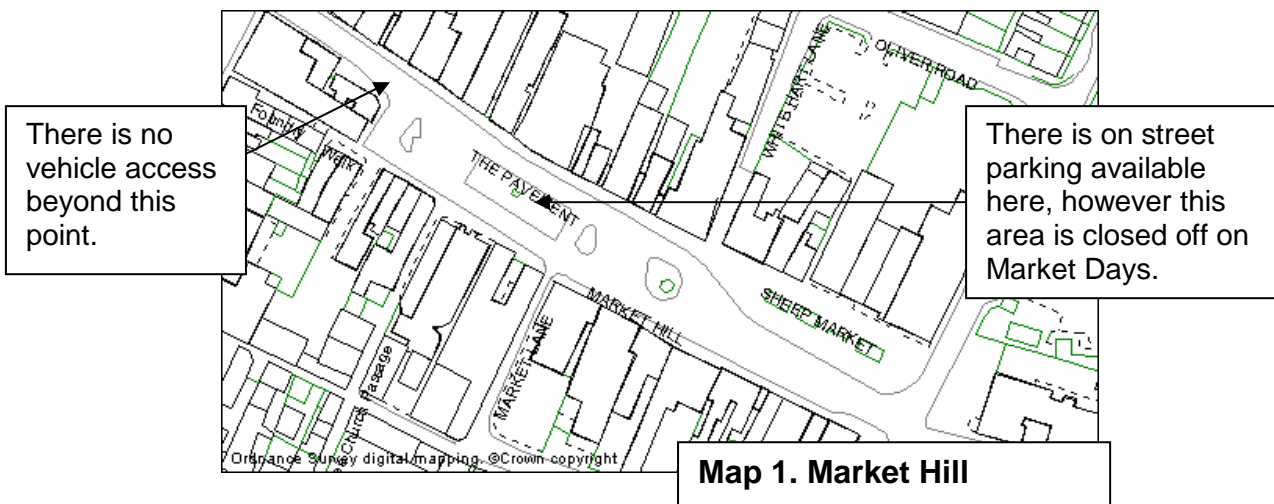 There is no
vehicle access
beyond this
point.
Foundry
Walk
THE PAVEMENT
WHITE HART LANE
OLIVER ROAD
There is on street
parking available
here, however this
area is closed off on
Market Days.
MARKET HILL
SHEEP MARKET
MARKET LANE
Church Passage
Ordnance Survey digital mapping. ©Crown copyright
Map 1. Market Hill